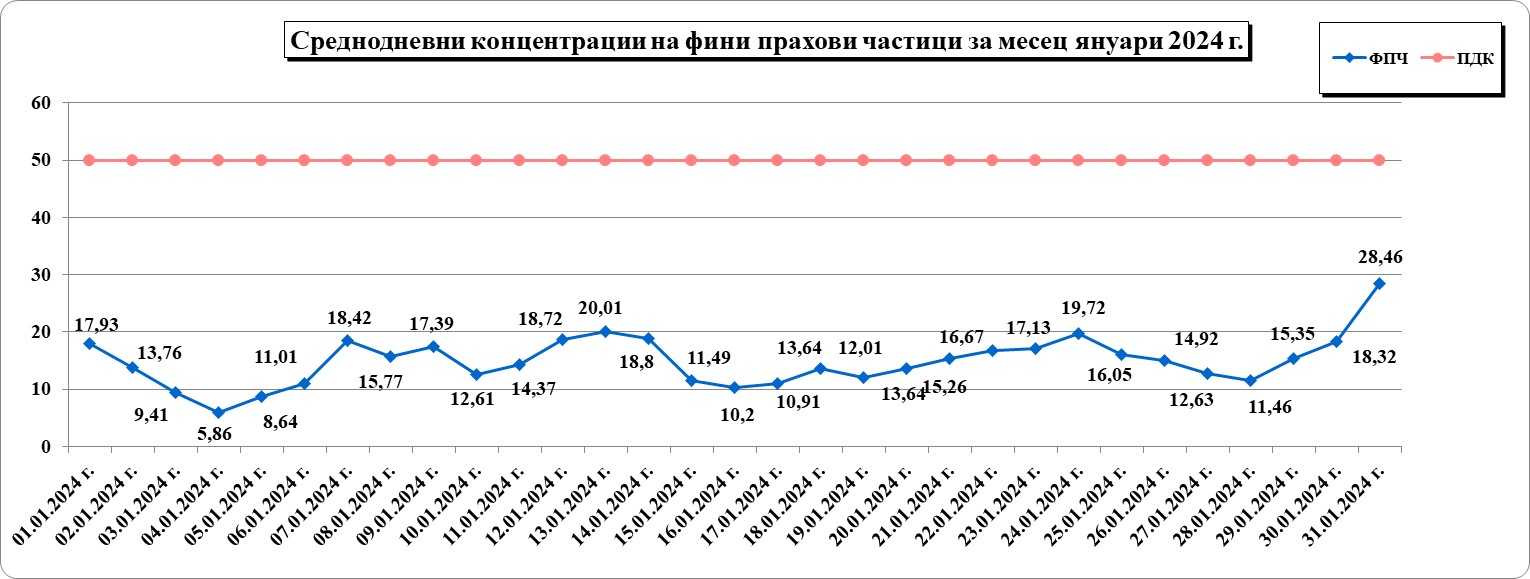 Среднодневни концентрации на фини прахови частици за месец януари 2024 г.
ФПЧ
ПДК
60
50
40
30
20
10
0
17,93
13,76
9,41
5,86
8,64
11,01
18,42
15,77
17,39
12,61
14,37
18,72
20,01
18,8
11,49
10,2
10,91
13,64
12,01
13,64
15,26
16,67
17,13
19,72
16,05
14,92
12,63
11,46
15,35
18,32
28,46
01.01.2024 г.
02.01.2024 г.
03.01.2024 г.
04.01.2024 г.
05.01.2024 г.
06.01.2024 г.
07.01.2024 г.
08.01.2024 г.
09.01.2024 г.
10.01.2024 г.
11.01.2024 г.
12.01.2024 г.
13.01.2024 г.
14.01.2024 г.
15.01.2024 г.
16.01.2024 г.
17.01.2024 г.
18.01.2024 г.
19.01.2024 г.
20.01.2024 г.
21.01.2024 г.
22.01.2024 г.
23.01.2024 г.
24.01.2024 г.
25.01.2024 г.
26.01.2024 г.
27.01.2024 г.
28.01.2024 г.
29.01.2024 г.
30.01.2024 г.
31.01.2024 г.